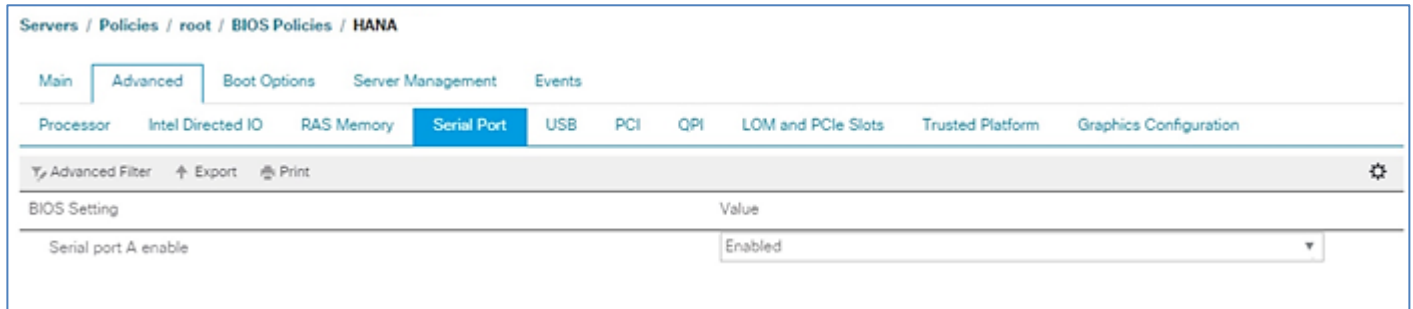 Servers / Policies / root / BIOS Policies / HANA
Main Advanced Boot Options Server Management Events
Processor Intel Directed IO RAS Memory Serial Port USB PCI QPI LOM and PCIe Slots Trusted Platform Graphics Configuration
Advanced Filter Export Print
BIOS Setting Value
Serial port A enable Enabled